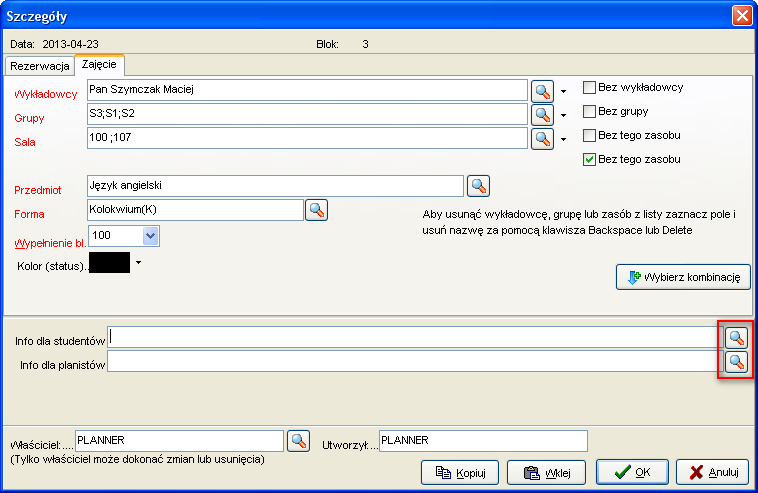 Szczegóły
Data: 2013-04-23 Blok: 3
Rezerwacja Zajęcie
Wykładowcy Pan Szymczak Maciej Bez wykładowcy
Grupy S3;S1;S2 Bez grupy
Sala 100 ;107 Bez tego zasobu
Bez tego zasobu
Przedmiot Język angielski
Forma Kolokwium(K)
Aby usunąć wykładowcę, grupę lub zasób z listy zaznacz pole i
usuń nazwę za pomocą klawisza Backspace lub Delete
Wypełnienie bl. 100
Kolor (status)..
Wybierz kombinację
Info dla studentów
Info dla planistów
Właściciel:.... PLANNER Utworzył... PLANNER
(Tylko właściciel może dokonać zmian lub usunięcia)
Kopiuj Wklej OK Anuluj